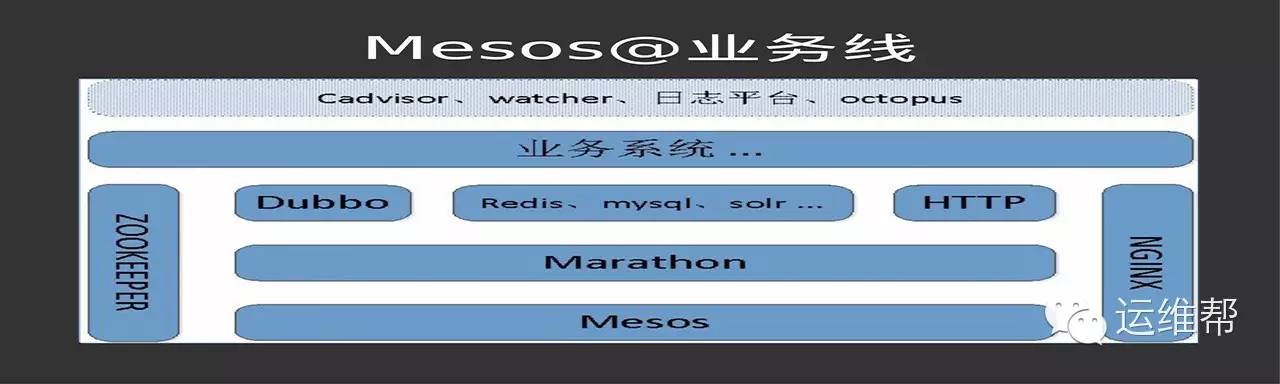 Mesos@业务线
Cadvisor、 watcher、 日志平台、octopus
业务系统 ...
ZOOKEEPER
Dubbo
Redis、 mysql、 solr ...
HTTP
NGINX
Marathon
Mesos
运维帮